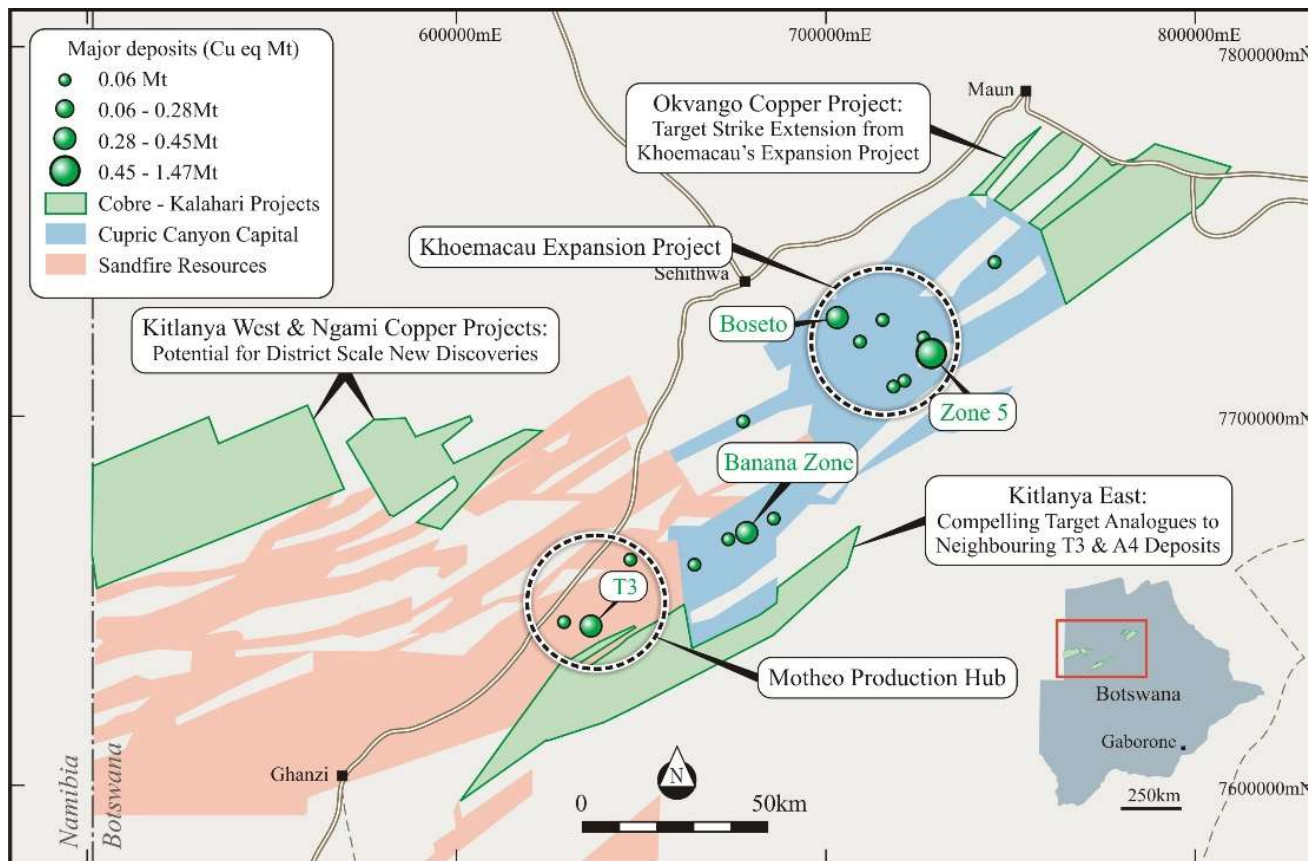 600000mE
700000mE
800000mE
7800000mN
Major deposits (Cu eq Mt)
0.06 Mt
0.06 - 0.28Mt
0.28 - 0.45Mt
0.45 - 1.47Mt
Cobre - Kalahari Projects
Cupric Canyon Capital
Sandfire Resources
Maun
Okvango Copper Project:
Target Strike Extension from
Khoemacau's Expansion Project
Khoemacau Expansion Project
Sehithwa
Boseto
Kitlanya West & Ngami Copper Projects:
Potential for District Scale New Discoveries
Zone 5
7700000mN
Banana Zone
Kitlanya East:
Compelling Target Analogues to
Neighbouring T3 & A4 Deposits
T3
Motheo Production Hub
Botswana
Gaborone
250km
Ghanzi
N
0
50km
7600000mN
Namibia
Botswana